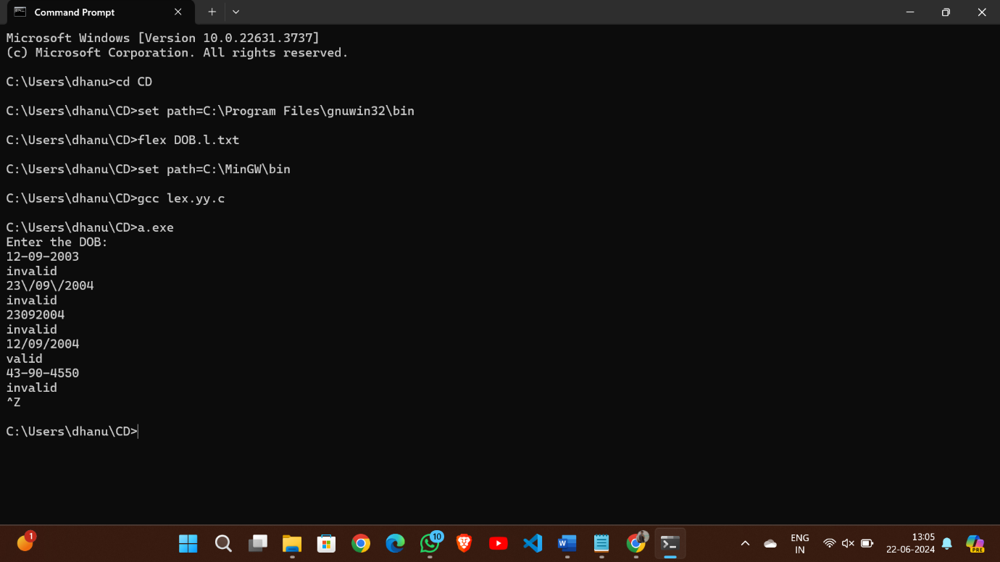 Command Prompt
Microsoft Windows [Version 10.0.22631.3737]
(c) Microsoft Corporation. All rights reserved.
C:\Users\dhanu>cd CD
C:\Users\dhanu\CD>set path=C:\Program Files\gnuwin32\bin
C:\Users\dhanu\CD>flex DOB.l.txt
C:\Users\dhanu\CD>set path=C:\MinGW\bin
C:\Users\dhanu\CD>gcc lex.yy.c
C:\Users\dhanu\CD>a.exe
Enter the DOB:
12-09-2003
invalid
23\/09\/2004
invalid
23092004
invalid
12/09/2004
valid
43-90-4550
invalid
^Z
C:\Users\dhanu\CD>
1
10
W
ENG
IN
13:05
22-06-2024
PRE